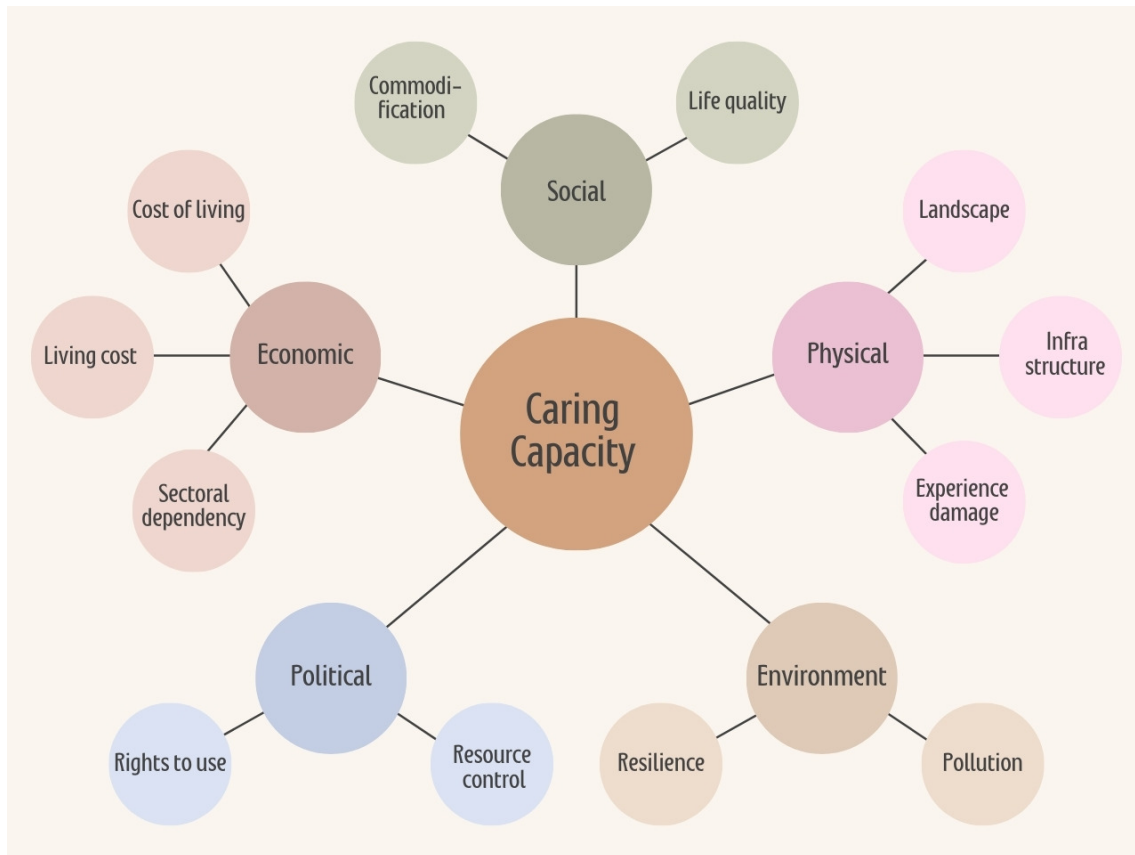 Commodi-
fication
Life quality
Social
Cost of living
Landscape
Living cost
Economic
Physical
Infra
structure
Caring
Capacity
Sectoral
dependency
Experience
damage
Political
Environment
Rights to use
Resource
control
Resilience
Pollution